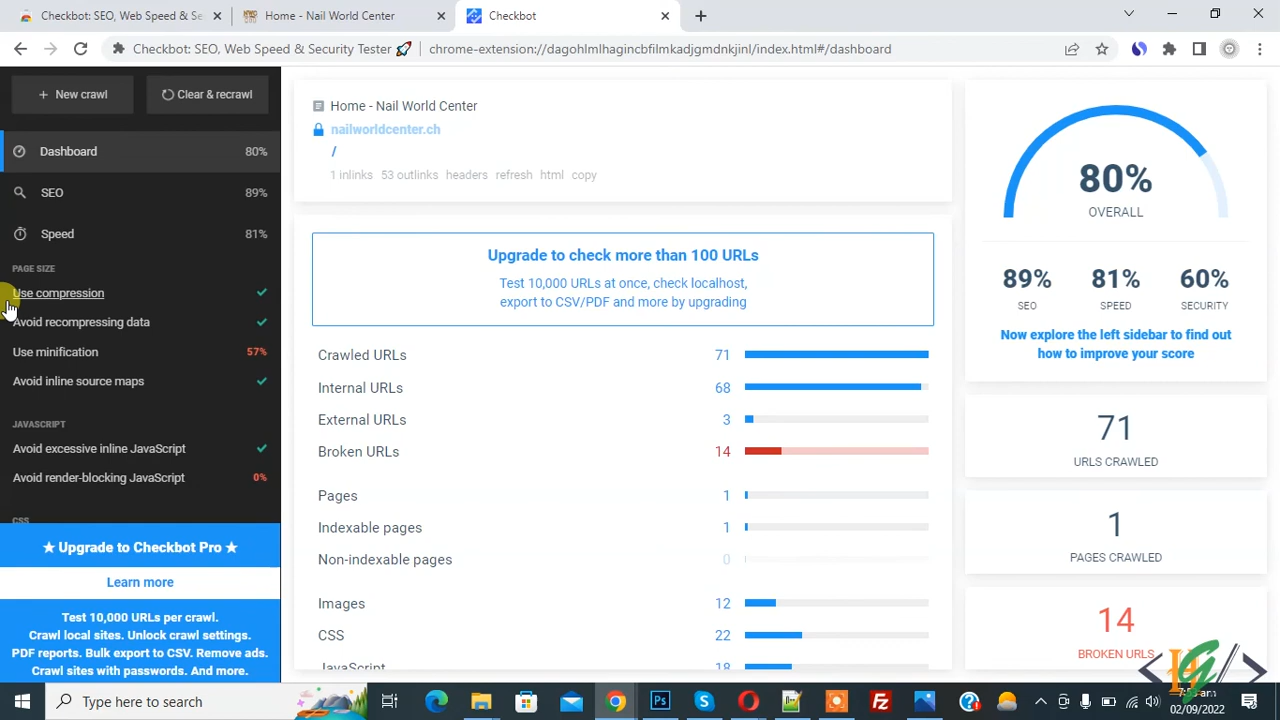 Checkbot: SEO, Web Speed & S
Home - Nail World Center
Checkbot
Checkbot: SEO, Web Speed & Security Tester 🚀
chrome-extension://dagohlmlhagincbfilmkadjgmdnkjinl/index.html#/dashboard
+ New crawl
Clear & recrawl
Dashboard 80%
SEO 89%
Speed 81%
PAGE SIZE
Use compression
Avoid recompressing data
Use minification 57%
Avoid inline source maps
JAVASCRIPT
Avoid excessive inline JavaScript
Avoid render-blocking JavaScript 0%
CSS
★ Upgrade to Checkbot Pro ★
Learn more
Test 10,000 URLs per crawl.
Crawl local sites. Unlock crawl settings.
PDF reports. Bulk export to CSV. Remove ads.
Crawl sites with passwords. And more.
Home - Nail World Center
nailworldcenter.ch
/
1 inlinks 53 outlinks headers refresh html copy
Upgrade to check more than 100 URLs
Test 10,000 URLs at once, check localhost,
export to CSV/PDF and more by upgrading
Crawled URLs 71
Internal URLs 68
External URLs 3
Broken URLs 14
Pages 1
Indexable pages 1
Non-indexable pages 0
Images 12
CSS 22
JavaScript 18
80%
OVERALL
89% 81% 60%
SEO SPEED SECURITY
Now explore the left sidebar to find out
how to improve your score
71
URLS CRAWLED
1
PAGES CRAWLED
14
BROKEN URLS
Type here to search
am
02/09/2022